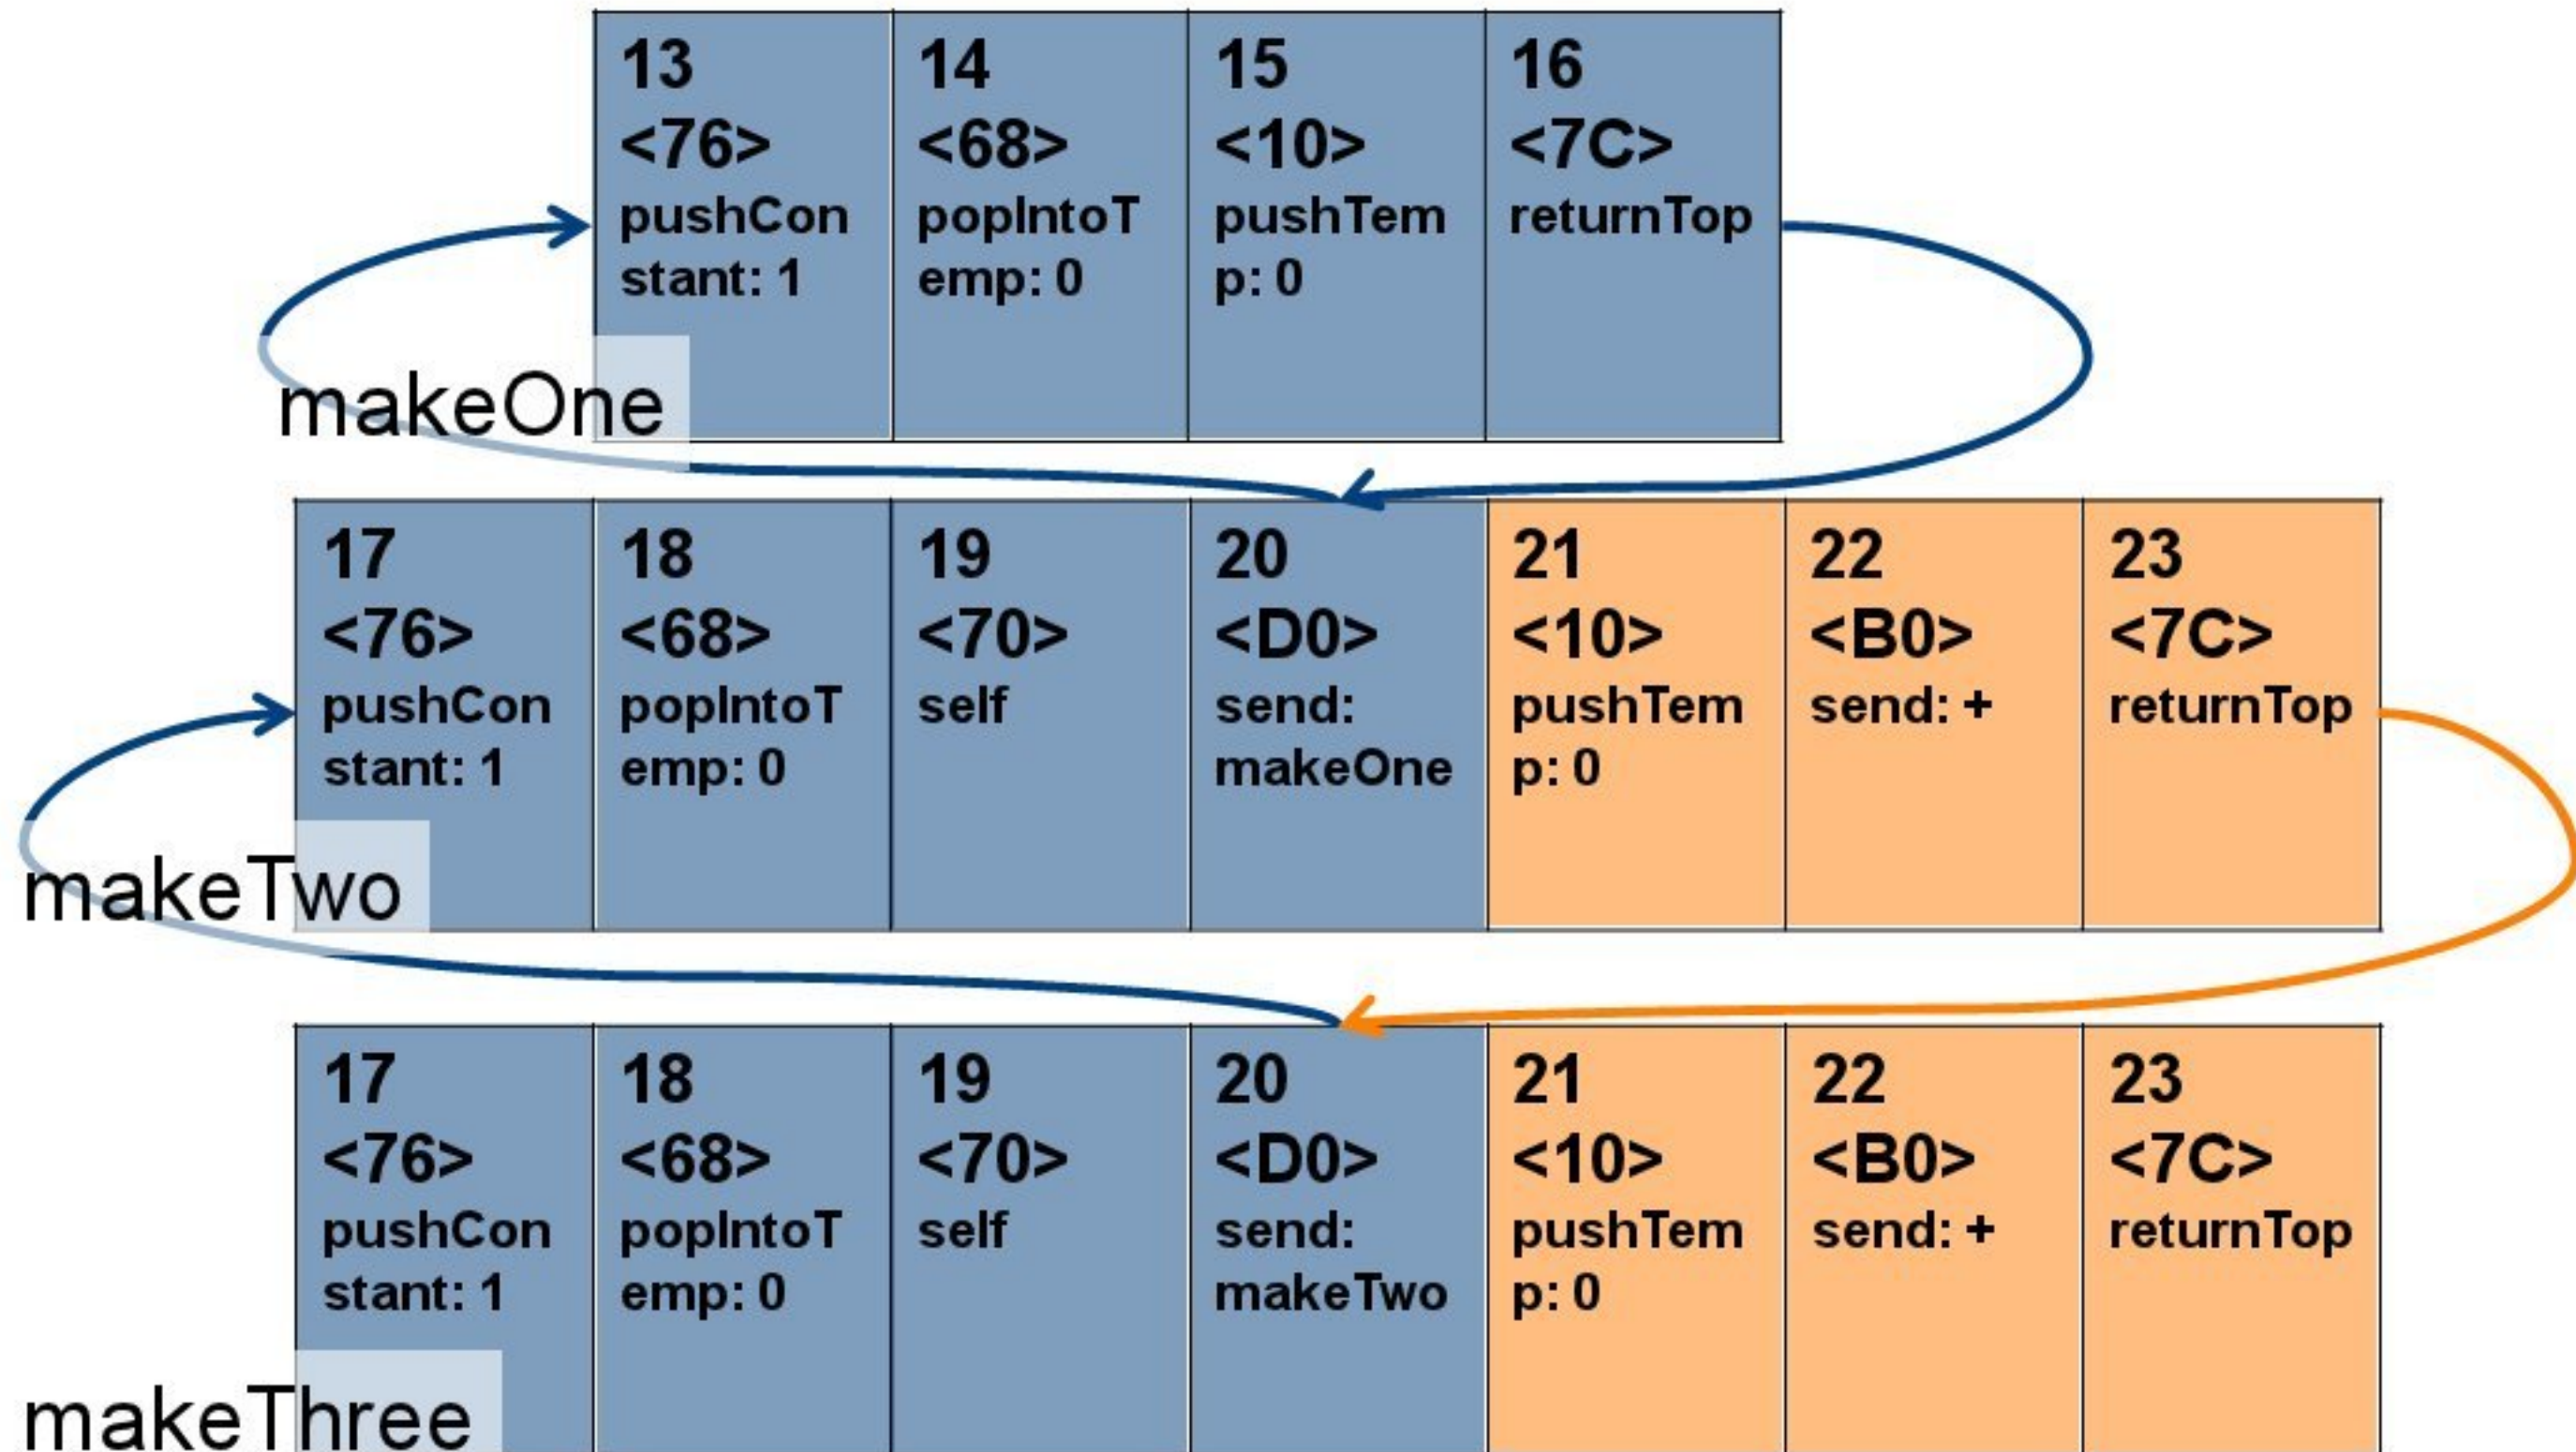 13
<76>
pushCon
stant: 1
14
<68>
popIntoT
emp: 0
15
<10>
pushTem
p: 0
16
<7C>
returnTop
makeOne
17
<76>
pushCon
stant: 1
18
<68>
popIntoT
emp: 0
19
<70>
self
20
<D0>
send:
makeOne
21
<10>
pushTem
p: 0
22
<B0>
send: +
23
<7C>
returnTop
makeTwo
17
<76>
pushCon
stant: 1
18
<68>
popIntoT
emp: 0
19
<70>
self
20
<D0>
send:
makeTwo
21
<10>
pushTem
p: 0
22
<B0>
send: +
23
<7C>
returnTop
makeThree